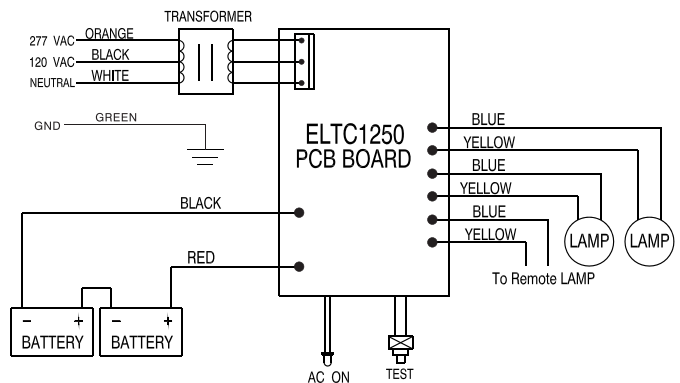 TRANSFORMER
277 VAC ORANGE
120 VAC BLACK
NEUTRAL WHITE
GND GREEN
ELTC1250
PCB BOARD
BLUE
YELLOW
BLUE
YELLOW
BLUE
YELLOW
LAMP
LAMP
To Remote LAMP
BLACK
RED
- +
BATTERY
- +
BATTERY
AC ON
TEST